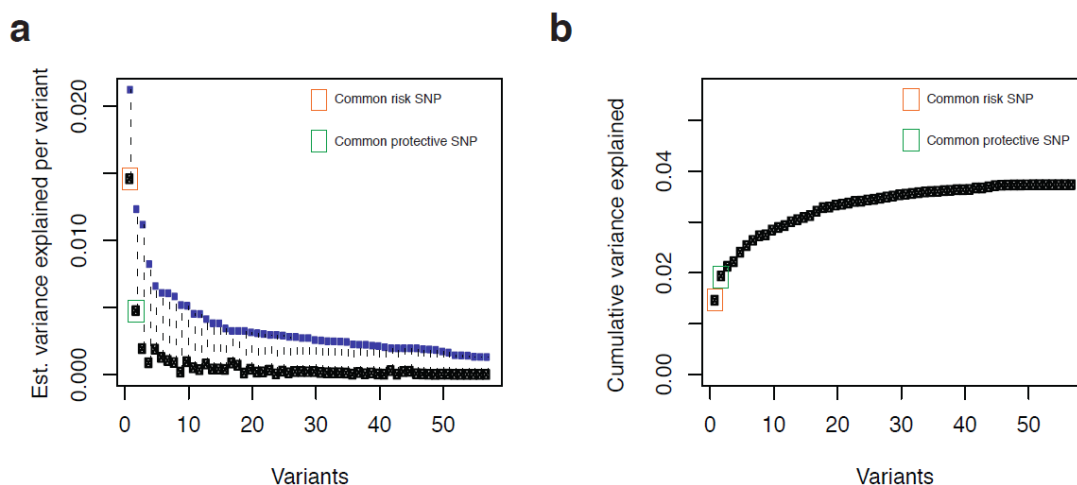 a
b
Est. variance explained per variant
0.020
0.010
0.000
Common risk SNP
Common protective SNP
0 10 20 30 40 50
Variants
Cumulative variance explained
0.04
0.02
0.00
Common risk SNP
Common protective SNP
0 10 20 30 40 50
Variants